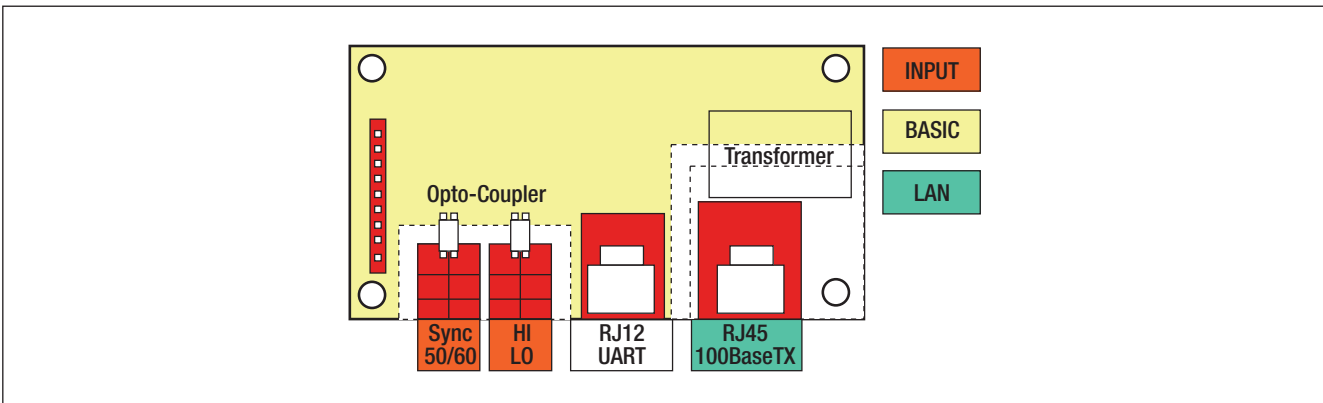 INPUT
BASIC
Transformer
LAN
Opto-Coupler
Sync
50/60
HI
LO
RJ12
UART
RJ45
100BaseTX